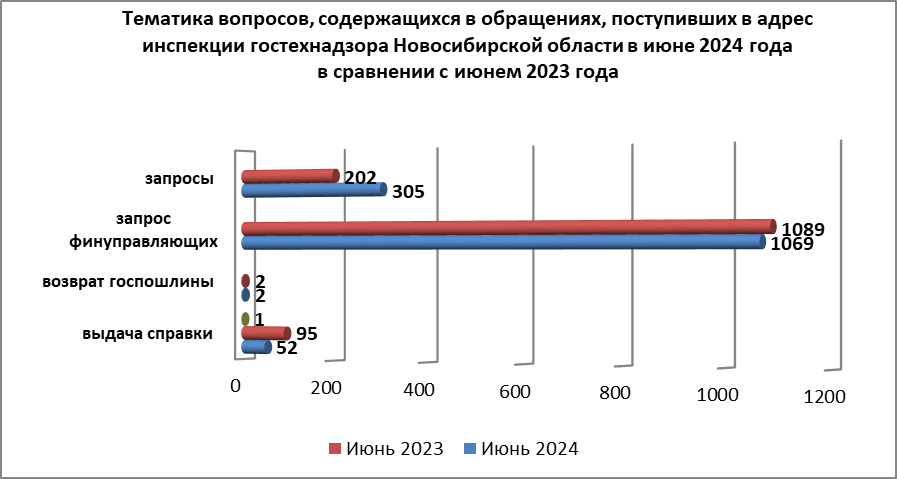 Тематика вопросов, содержащихся в обращениях, поступивших в адрес
инспекции гостехнадзора Новосибирской области в июне 2024 года
в сравнении с июнем 2023 года
запросы
202
305
запрос
финуправляющих
1089
1069
возврат госпошлины
2
2
1
выдача справки
95
52
0
200
400
600
800
1000
1200
Июнь 2023
Июнь 2024